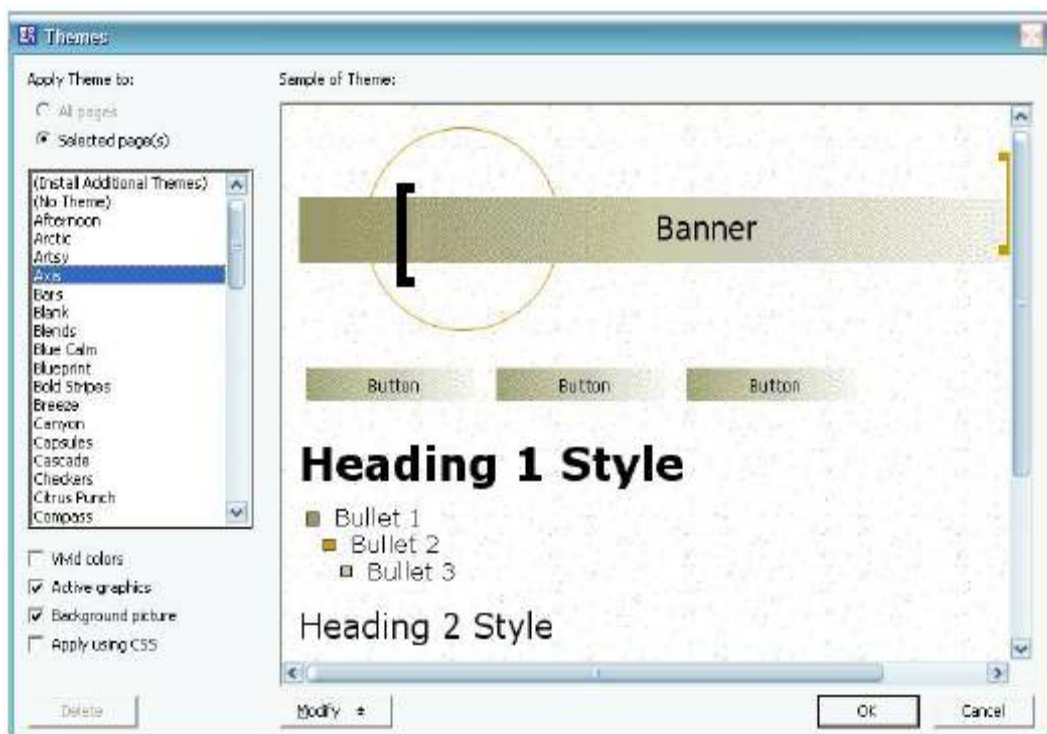 Themes
Apply Theme to:
All pages
Selected page(s)
(Install Additional Themes)
(No Theme)
Afternoon
Arctic
Artsy
Axis
Bars
Blank
Blends
Blue Calm
Blueprint
Bold Stripes
Breeze
Canyon
Capsules
Cascade
Checkers
Citrus Punch
Compass
Vivid colors
Active graphics
Background picture
Apply using CSS
Delete
Sample of Theme:
Banner
Button Button Button
Heading 1 Style
Bullet 1
Bullet 2
Bullet 3
Heading 2 Style
Modify
OK
Cancel